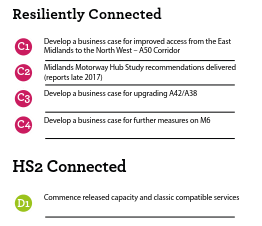 Resiliently Connected
C1 Develop a business case for improved access from the East
Midlands to the North West – A50 Corridor
C2 Midlands Motorway Hub Study recommendations delivered
(reports late 2017)
C3 Develop a business case for upgrading A42/A38
C4 Develop a business case for further measures on M6
HS2 Connected
D1 Commence released capacity and classic compatible services